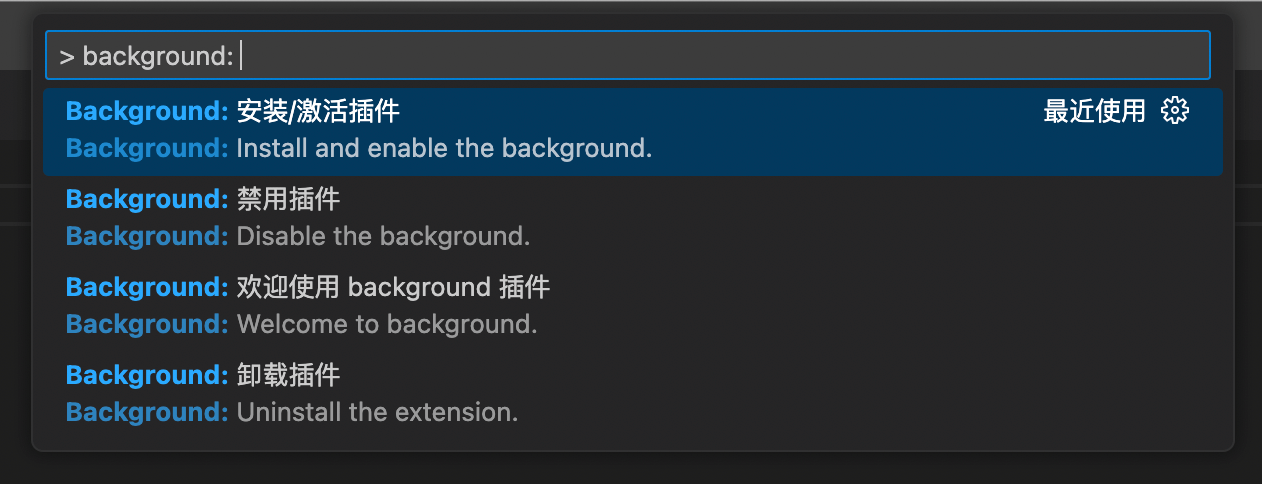 > background:
Background: 安装/激活插件 最近使用
Background: Install and enable the background.
Background: 禁用插件
Background: Disable the background.
Background: 欢迎使用 background 插件
Background: Welcome to background.
Background: 卸载插件
Background: Uninstall the extension.